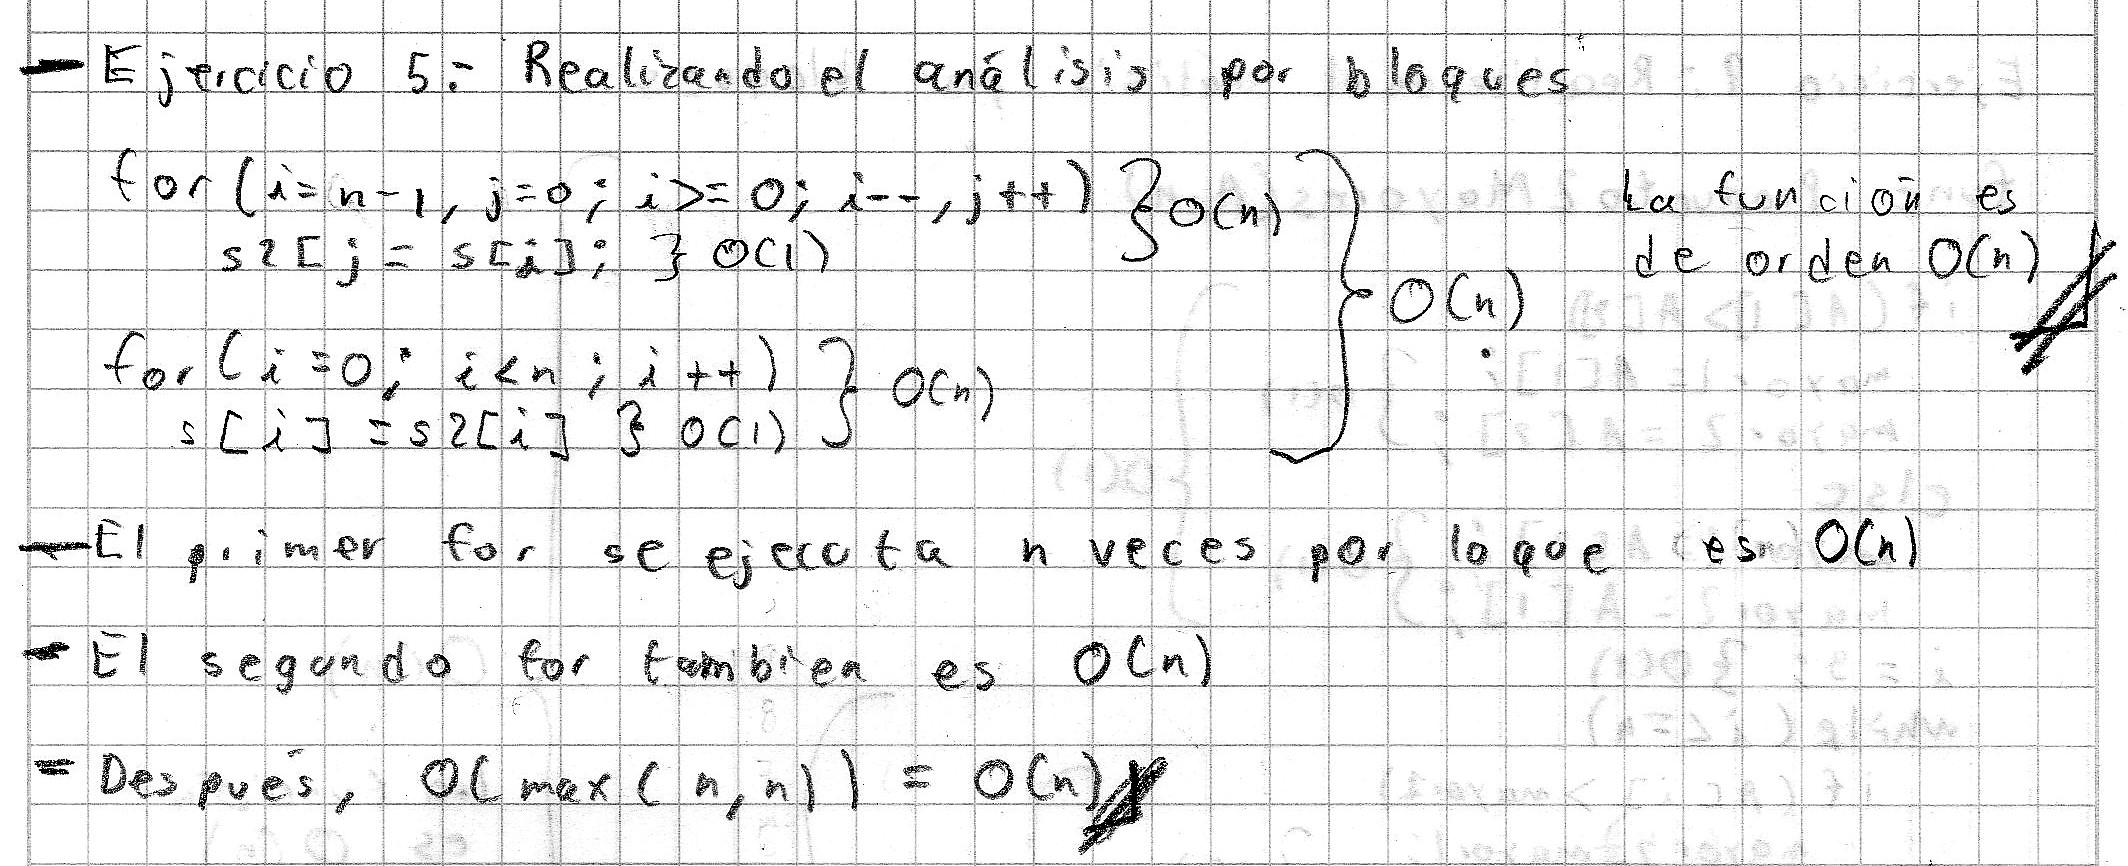 - Ejercicio 5:- Realizando el análisis por bloques
for(i=n-1, j=0; i>=0; i--, j++) } O(n)
s2[j = s[i]; } O(1)
for(i=0; i<n; i++) } O(n)
s[i] =s2[i] } O(1)
} O(n)
La función es
de orden O(n)
- El primer for se ejecuta n veces por lo que es O(n)
- El segundo for tambien es O(n)
= Después, O(max(n,n)) = O(n)